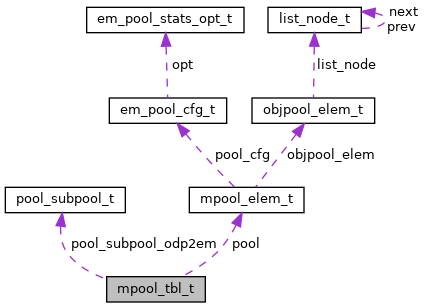 em_pool_stats_opt_t
list_node_t
next
prev
opt
list_node
em_pool_cfg_t
objpool_elem_t
pool_cfg
objpool_elem
pool_subpool_t
mpool_elem_t
pool_subpool_odp2em
pool
mpool_tbl_t